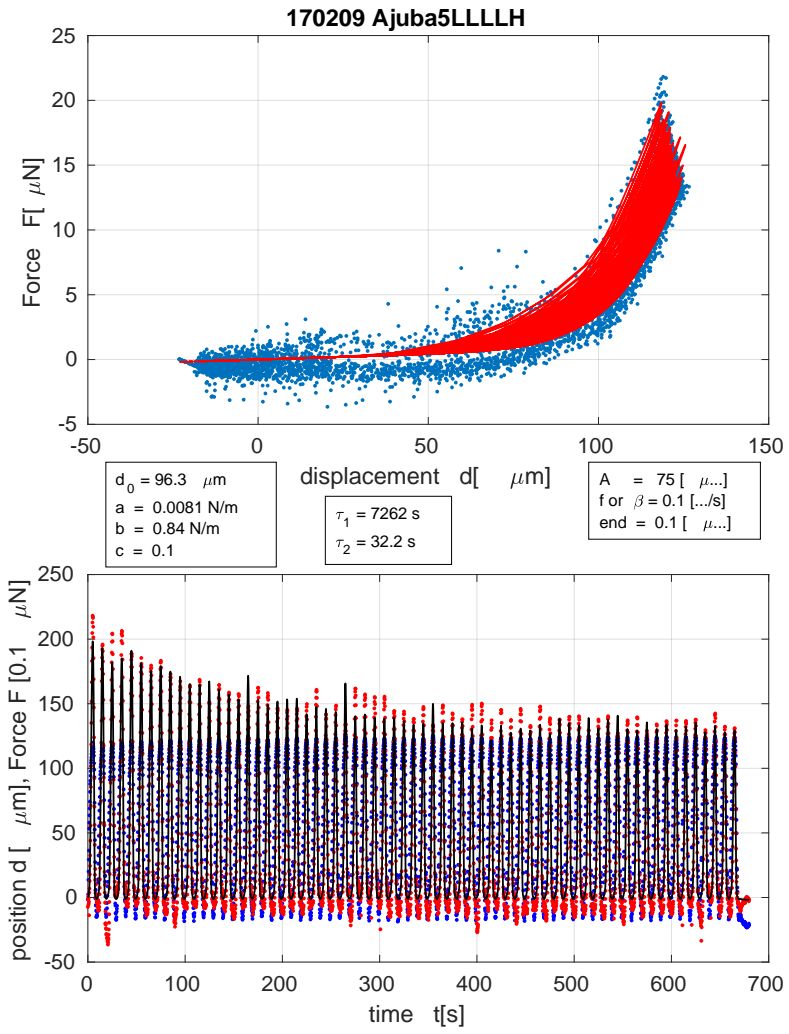 170209 Ajuba5LLLLH
25
20
15
10
5
0
-5
Force F[ μN]
-50
0
50
100
150
displacement d[ μm]
d0 = 96.3 μm
a = 0.0081 N/m
b = 0.84 N/m
c = 0.1
τ1 = 7262 s
τ2 = 32.2 s
A = 75 [ μ...]
f or β = 0.1 [.../s]
end = 0.1 [ μ...]
250
200
150
100
50
0
-50
position d [ μm], Force F [0.1 μN]
0
100
200
300
400
500
600
700
time t[s]